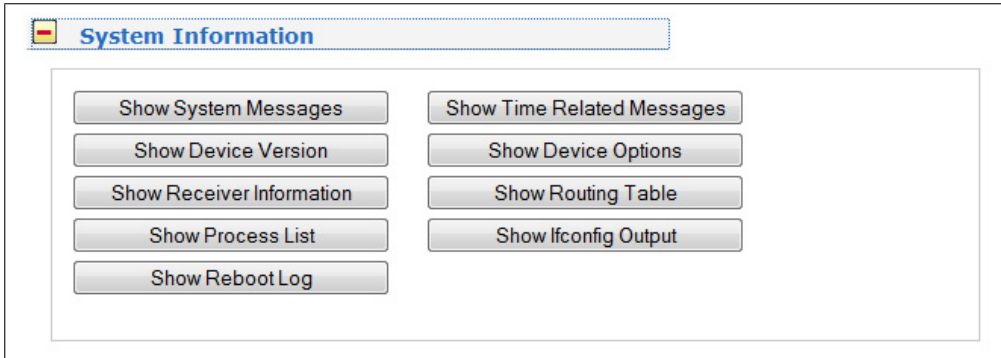 System Information
Show System Messages
Show Time Related Messages
Show Device Version
Show Device Options
Show Receiver Information
Show Routing Table
Show Process List
Show Ifconfig Output
Show Reboot Log